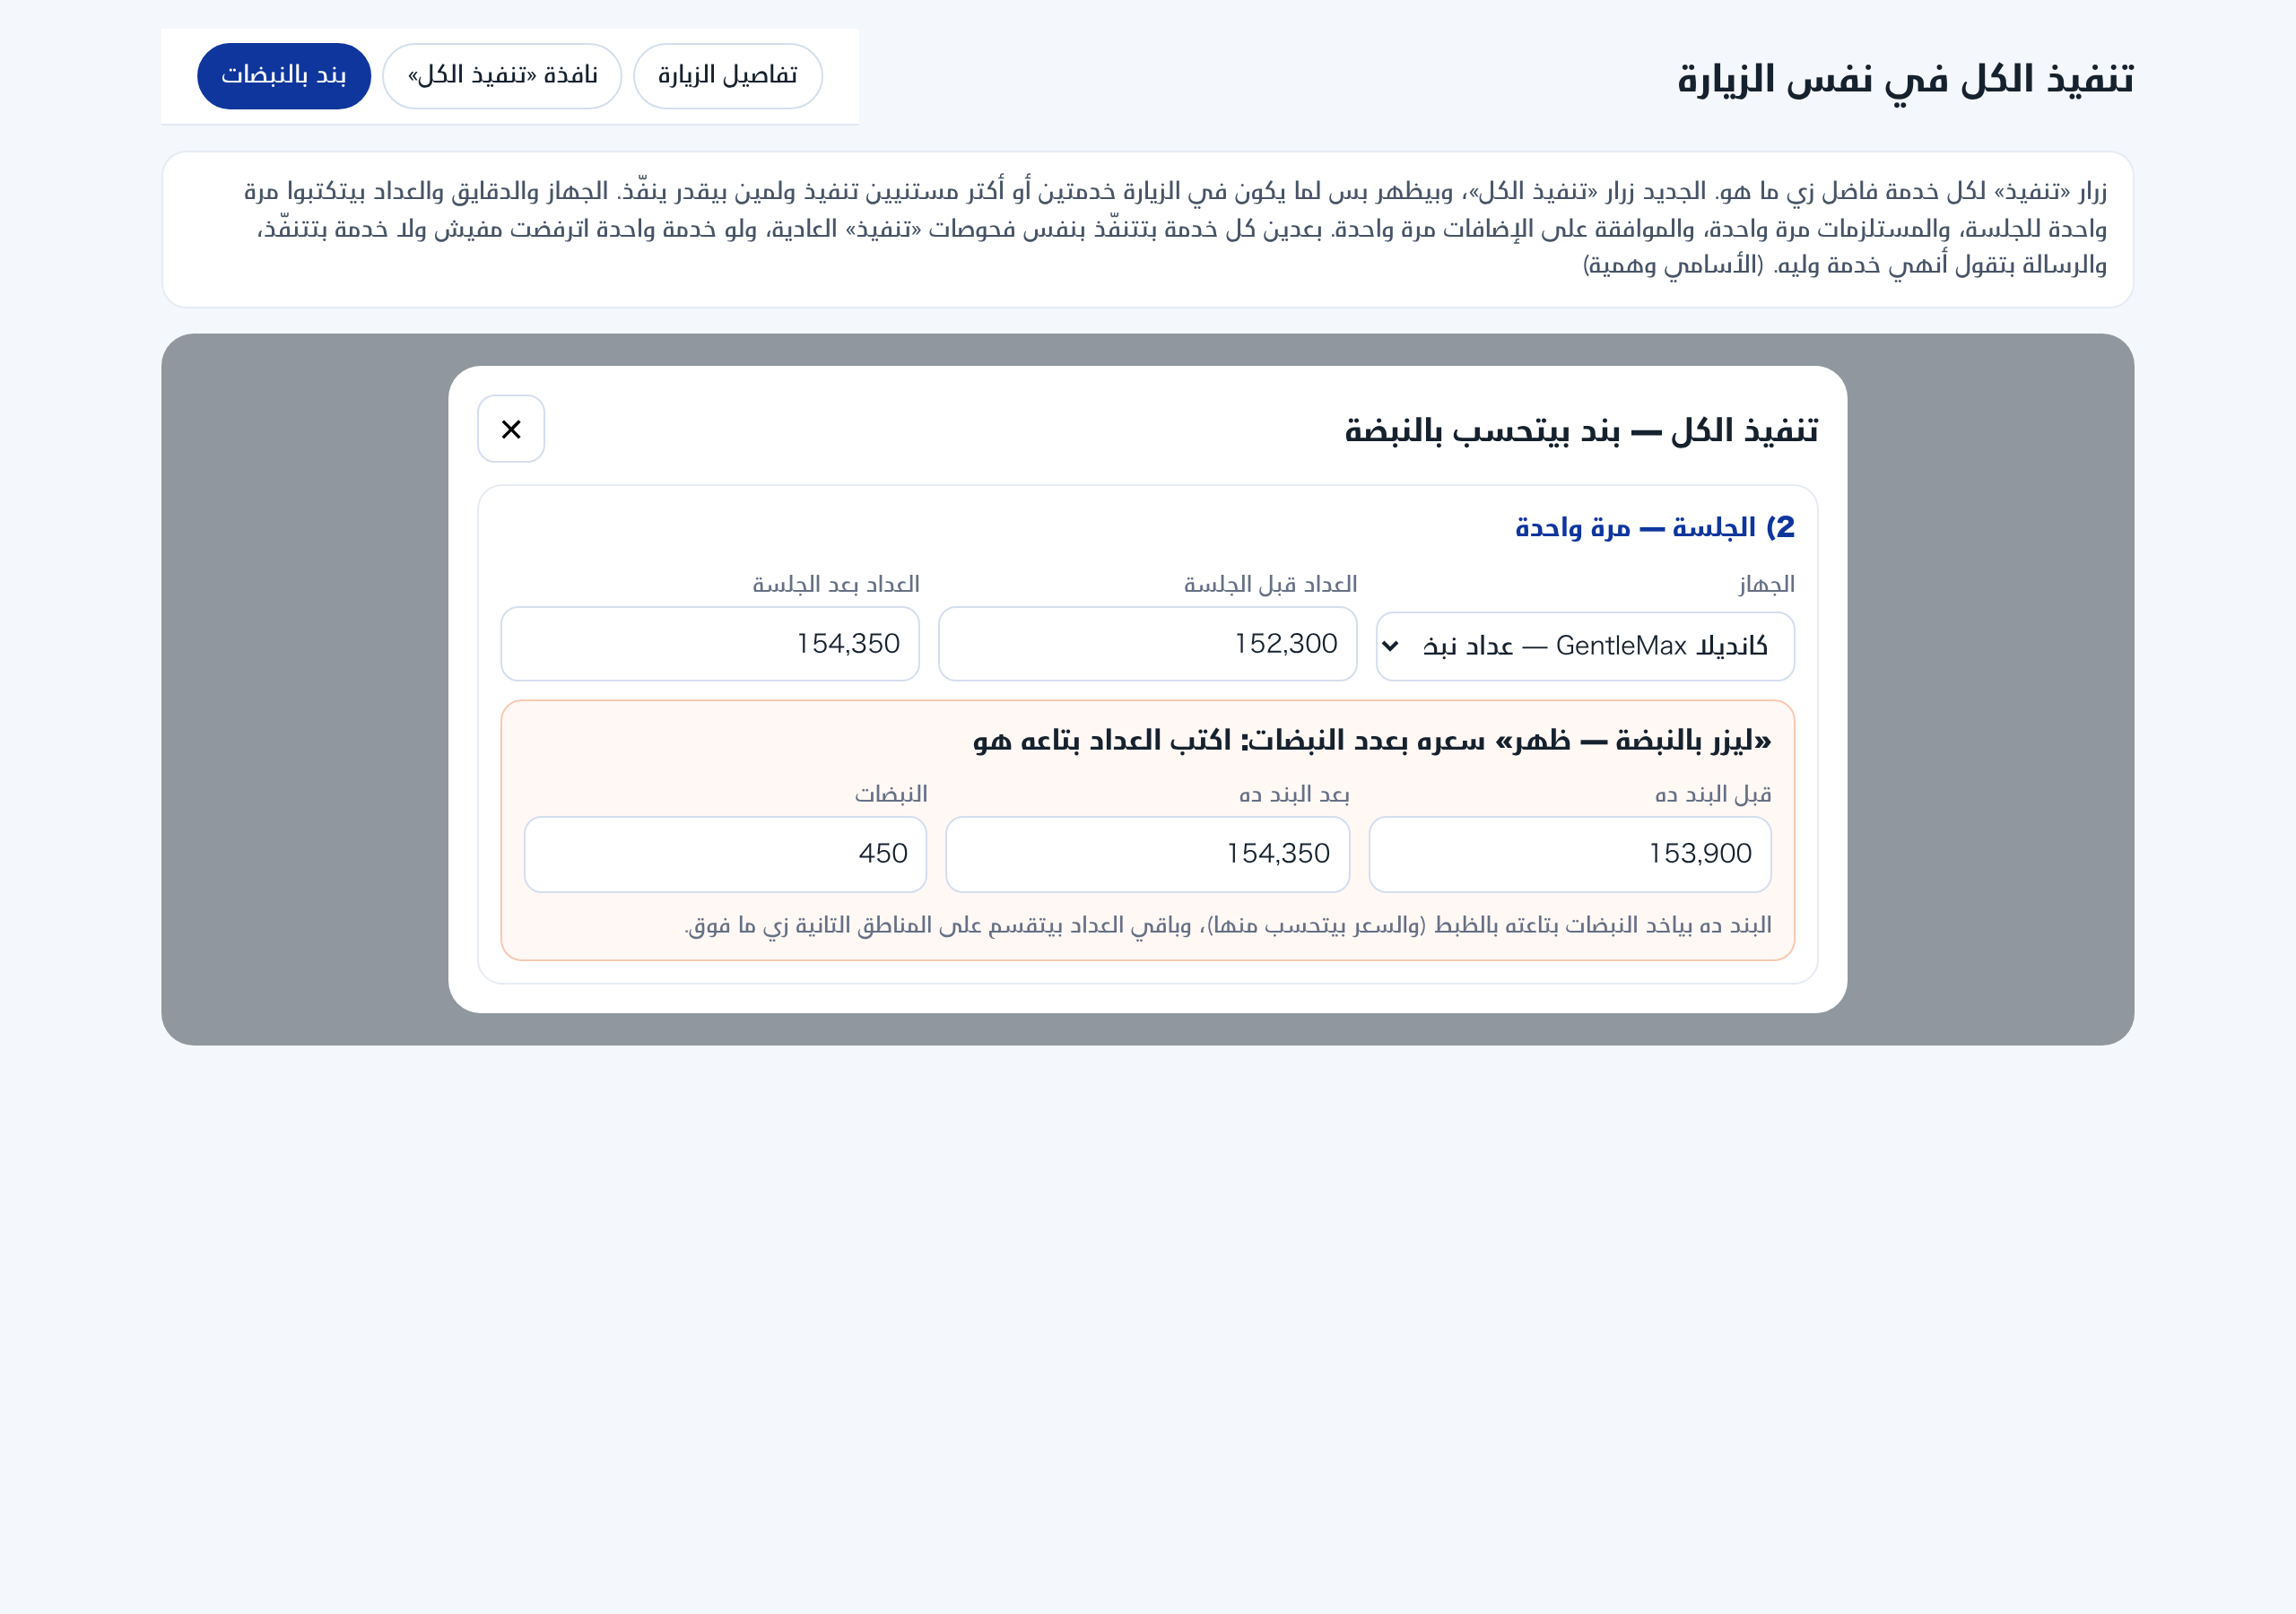 تنفيذ الكل في نفس الزيارة
تفاصيل الزيارة
نافذة «تنفيذ الكل»
بند بالنبضات
زرار «تنفيذ» لكل خدمة فاضل زي ما هو. الجديد زرار «تنفيذ الكل»، وبيظهر بس لما يكون في الزيارة خدمتين أو أكتر مستنيين تنفيذ ولمين بيقدر ينفّذ. الجهاز والدقايق والعداد بيتكتبوا مرة
واحدة للجلسة، والمستلزمات مرة واحدة، والموافقة على الإضافات مرة واحدة. بعدين كل خدمة بتتنفّذ بنفس فحوصات «تنفيذ» العادية، ولو خدمة واحدة اترفضت مفيش ولا خدمة بتتنفّذ،
والرسالة بتقول أنهي خدمة وليه. (الأسامي وهمية)
تنفيذ الكل — بند بيتحسب بالنبضة
×
2) الجلسة — مرة واحدة
الجهاز
العداد قبل الجلسة
العداد بعد الجلسة
كانديلا GentleMax — عداد نبض
152,300
154,350
«ليزر بالنبضة — ظهر» سعره بعدد النبضات: اكتب العداد بتاعه هو
قبل البند ده
بعد البند ده
النبضات
153,900
154,350
450
البند ده بياخد النبضات بتاعته بالظبط (والسعر بيتحسب منها)، وباقي العداد بيتقسم على المناطق التانية زي ما فوق.